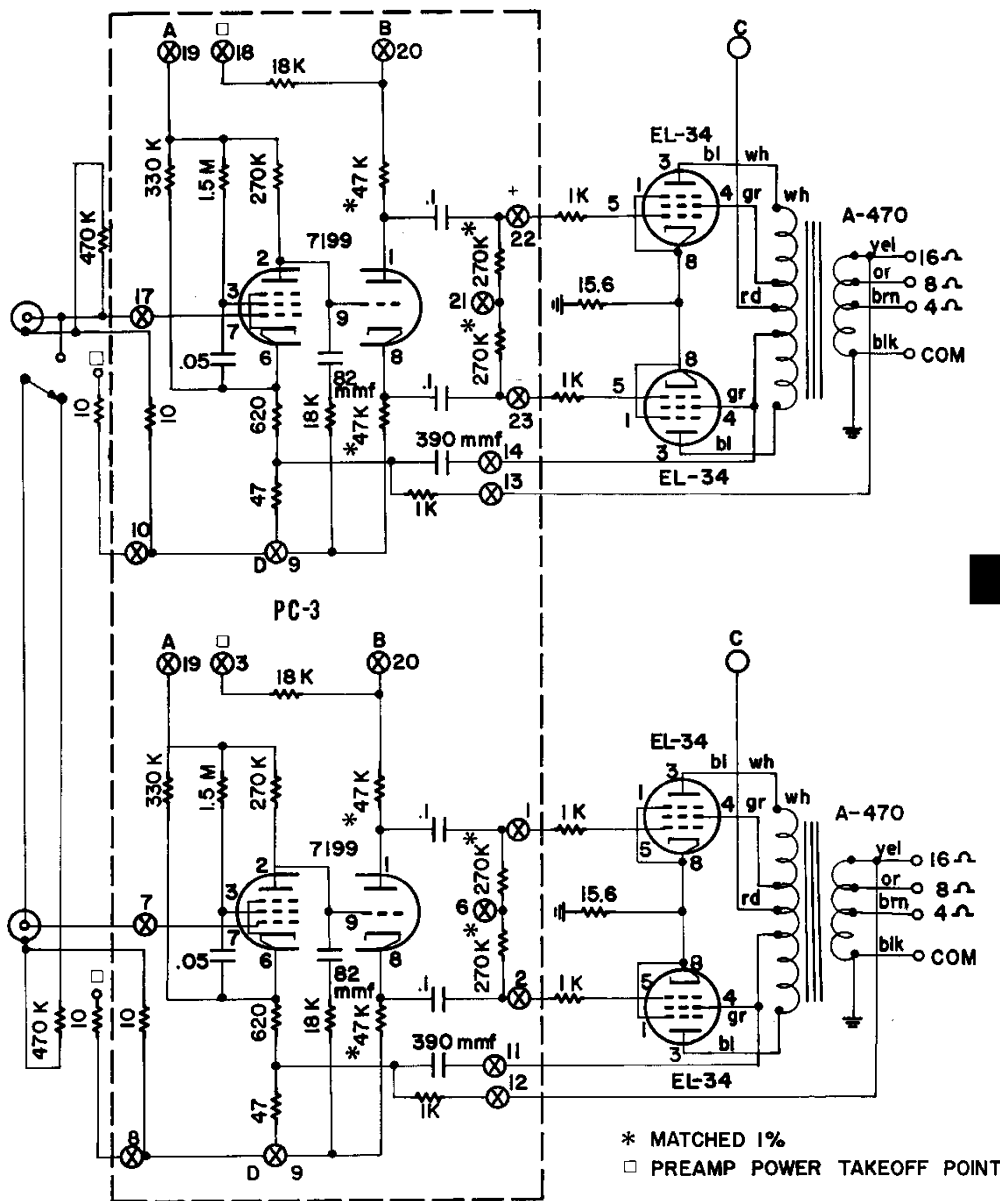 A □ B C
19 18 20
18K
EL-34
330 K 1.5 M 270K *47K
3 bl wh
470K
.1 + 1K 1 5 4 gr wh A-470
22
7199
yel 16Ω
2 1 * 270K 8 or 8Ω
17 3 15.6 rd brn 4Ω
7 9 21
6 8 * 270K blk COM
.05
□ 82 mmf .1 1K 5 gr
10 10 620 18K *47K 23 1 4
390 mmf 14 3 bl
47 1K 13 EL-34
10 D 9
PC-3
A □ B C
19 3 20
18K
EL-34
330 K 1.5 M 270K *47K
3 bl wh
.1 1 1K 1 4 wh A-470
gr
7199 5 8 yel 16Ω
2 1 * 270K or 8Ω
7 3 9 6 15.6 rd brn 4Ω
7 * 270K
6 8 8 blk COM
.05
□ 82 mmf .1 2 1K 5 4
470K 10 10 620 18K *47K 1 gr
390 mmf 11 3 bl
12 EL-34
47 1K
8 D 9
* MATCHED 1%
□ PREAMP POWER TAKEOFF POINT